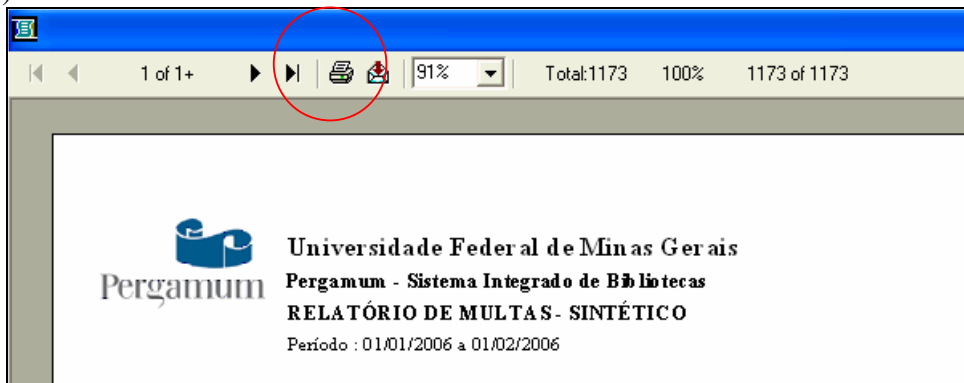 )
1 of 1+ 91% Total:1173 100% 1173 of 1173
Universidade Federal de Minas Gerais
Pergamum Pergamum - Sistema Integrado de Bibliotecas
RELATÓRIO DE MULTAS- SINTÉTICO
Período : 01/01/2006 a 01/02/2006